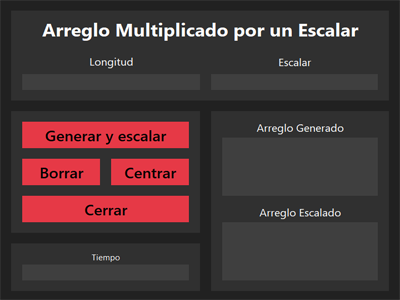 Arreglo Multiplicado por un Escalar
Longitud
Escalar
Generar y escalar
Borrar
Centrar
Cerrar
Tiempo
Arreglo Generado
Arreglo Escalado